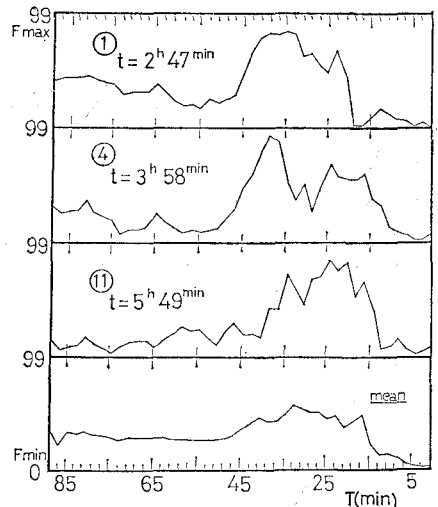 99
Fmax
① t = 2ʰ 47ᵐⁱⁿ
99
④ t = 3ʰ 58ᵐⁱⁿ
99
⑪ t = 5ʰ 49ᵐⁱⁿ
99
mean
Fmin
0
85 65 45 25 5
T(min)